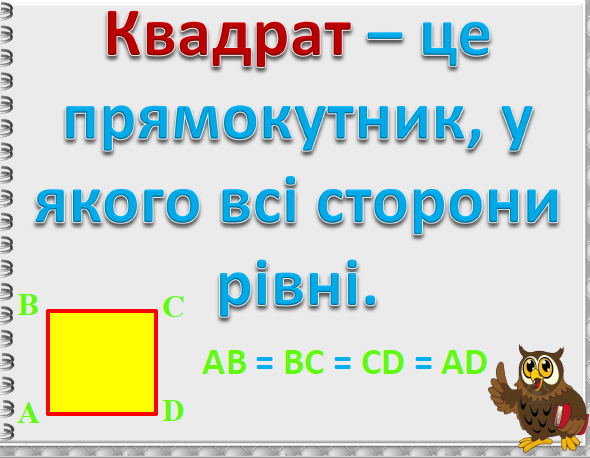 Квадрат – це
прямокутник, у
якого всі сторони
рівні.
B C
AB = BC = CD = AD
A D